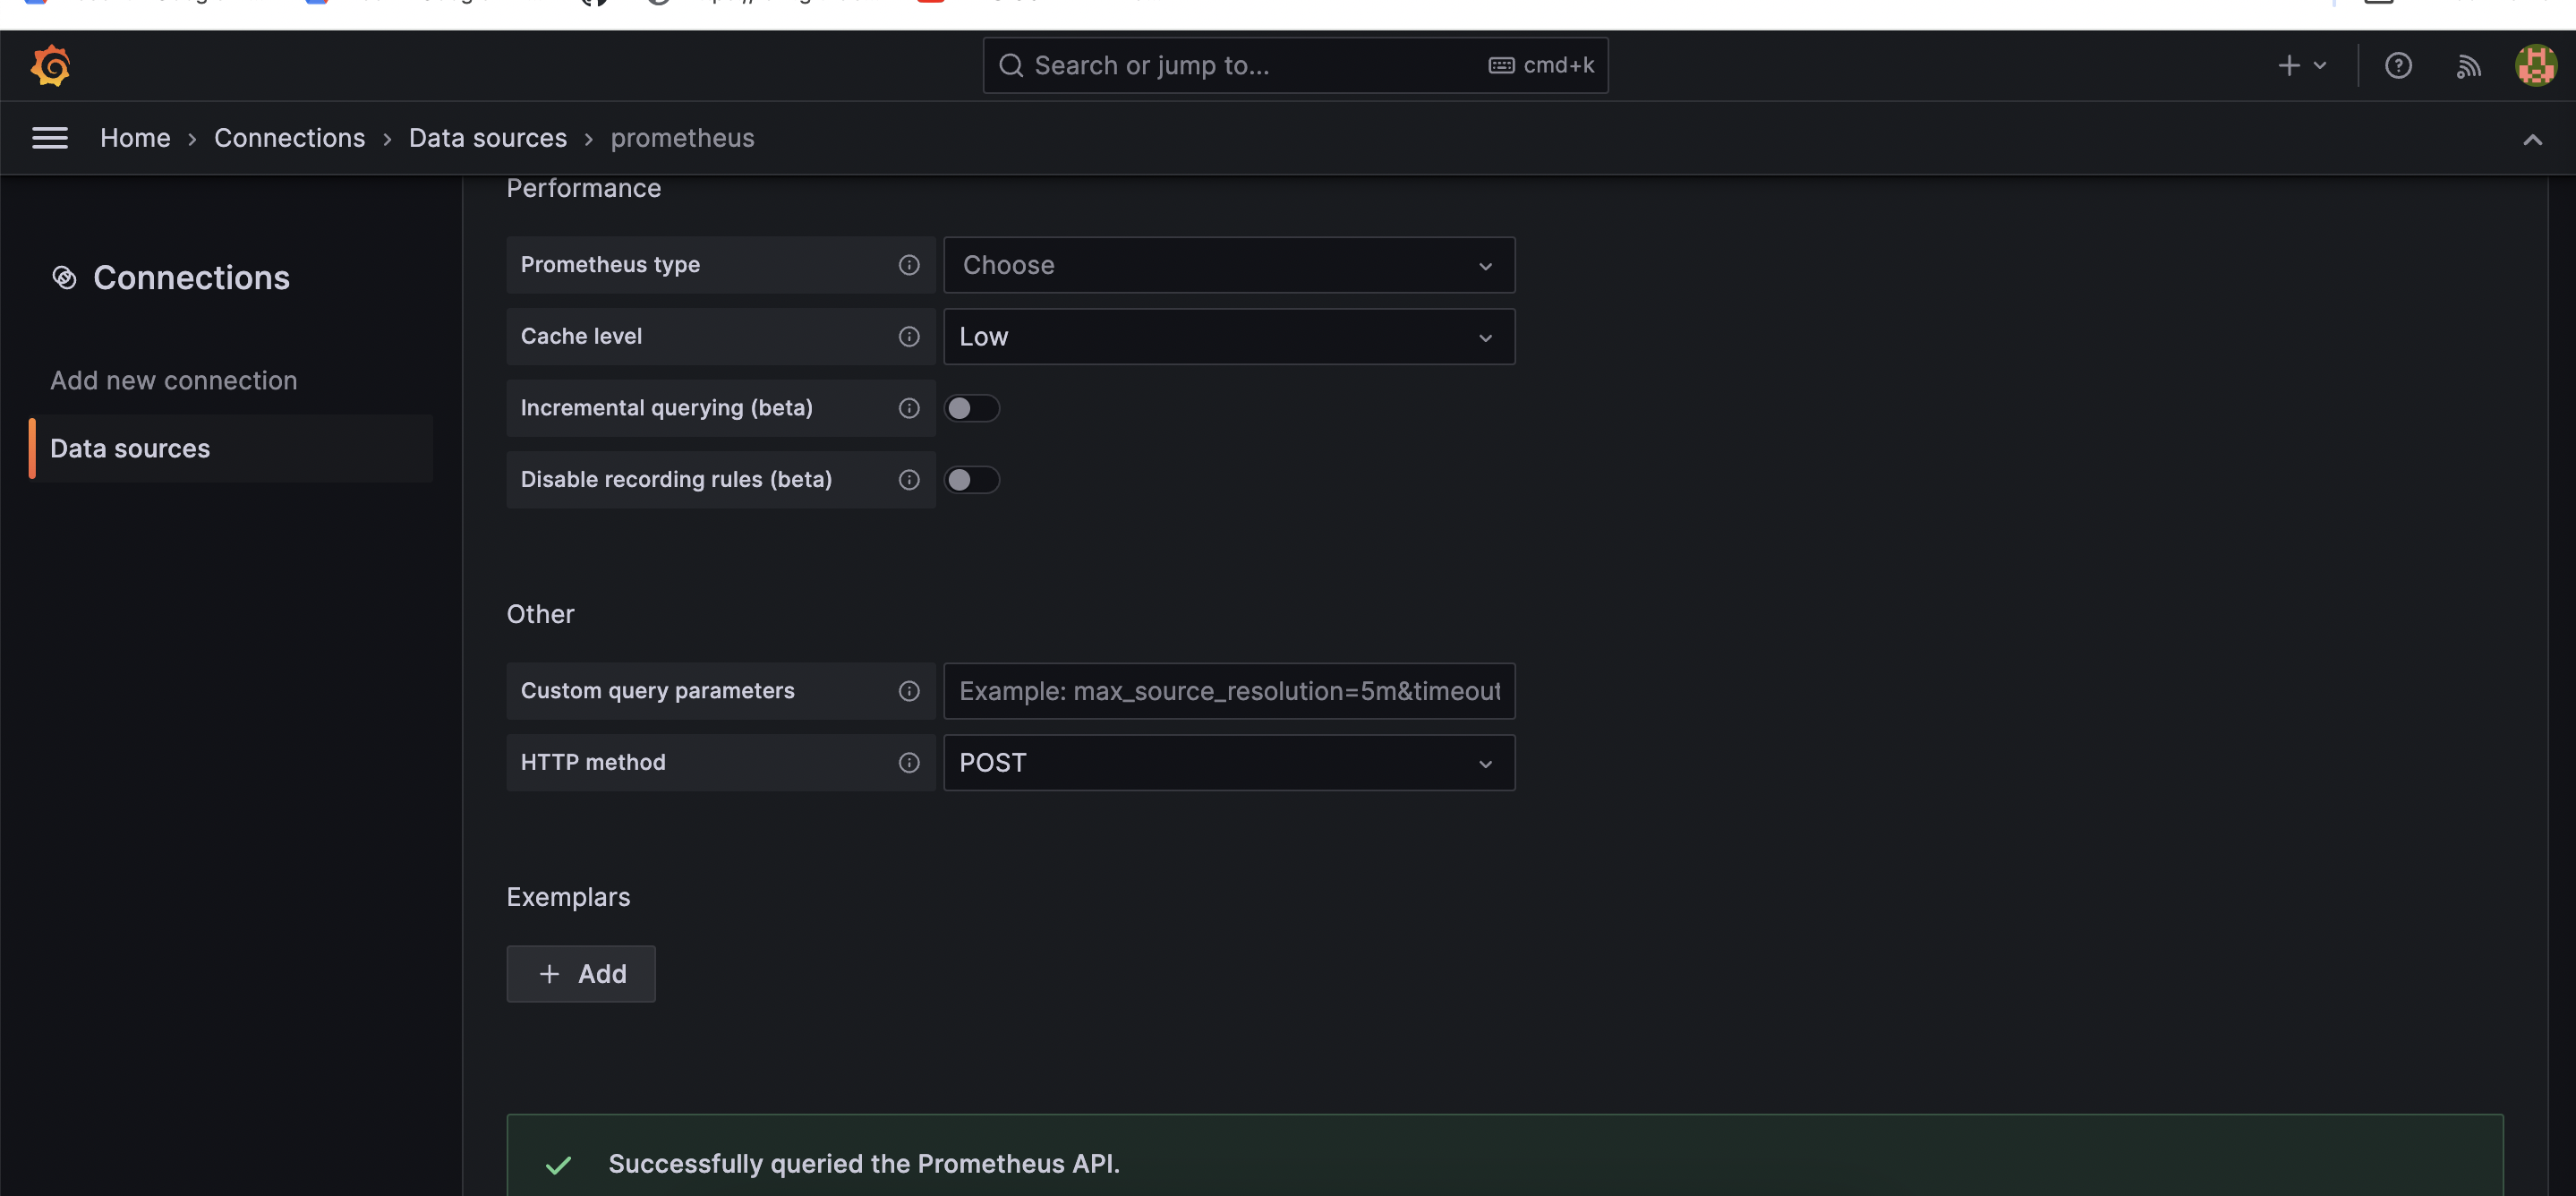 Search or jump to...
cmd+k
Home › Connections › Data sources › prometheus
Connections
Add new connection
Data sources
Performance
Prometheus type
Choose
Cache level
Low
Incremental querying (beta)
Disable recording rules (beta)
Other
Custom query parameters
Example: max_source_resolution=5m&timeout
HTTP method
POST
Exemplars
+ Add
Successfully queried the Prometheus API.